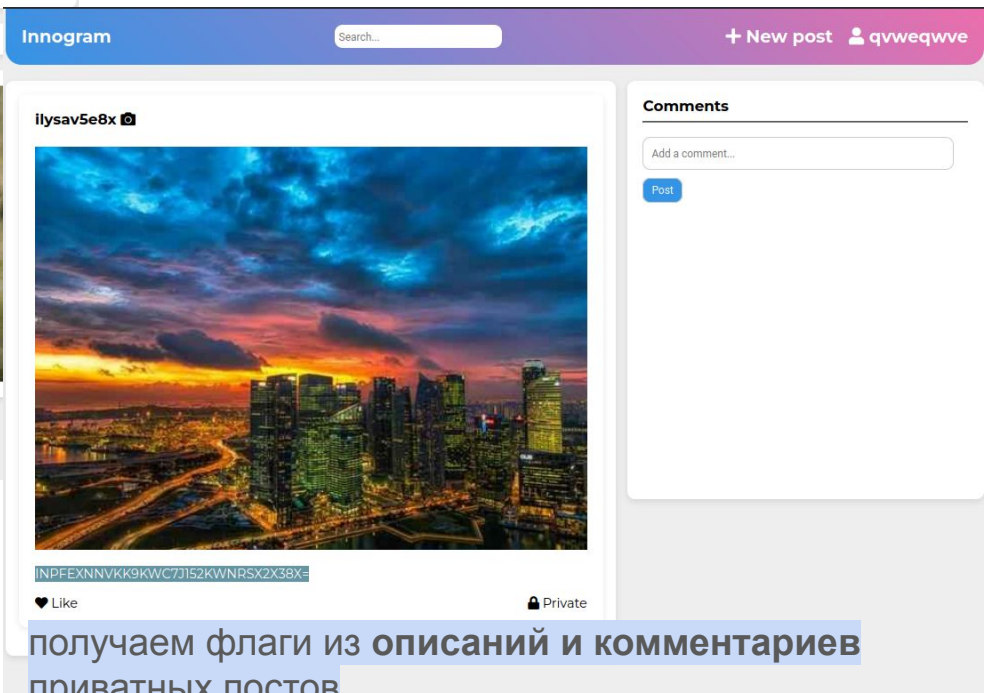 Innogram
Search...
New post
qvweqwve
ilysav5e8x
INPFEXNNVKK9KWC7J152KWNRSX2X38X=
Like
Private
Comments
Add a comment...
Post
получаем флаги из описаний и комментариев
приватных постов